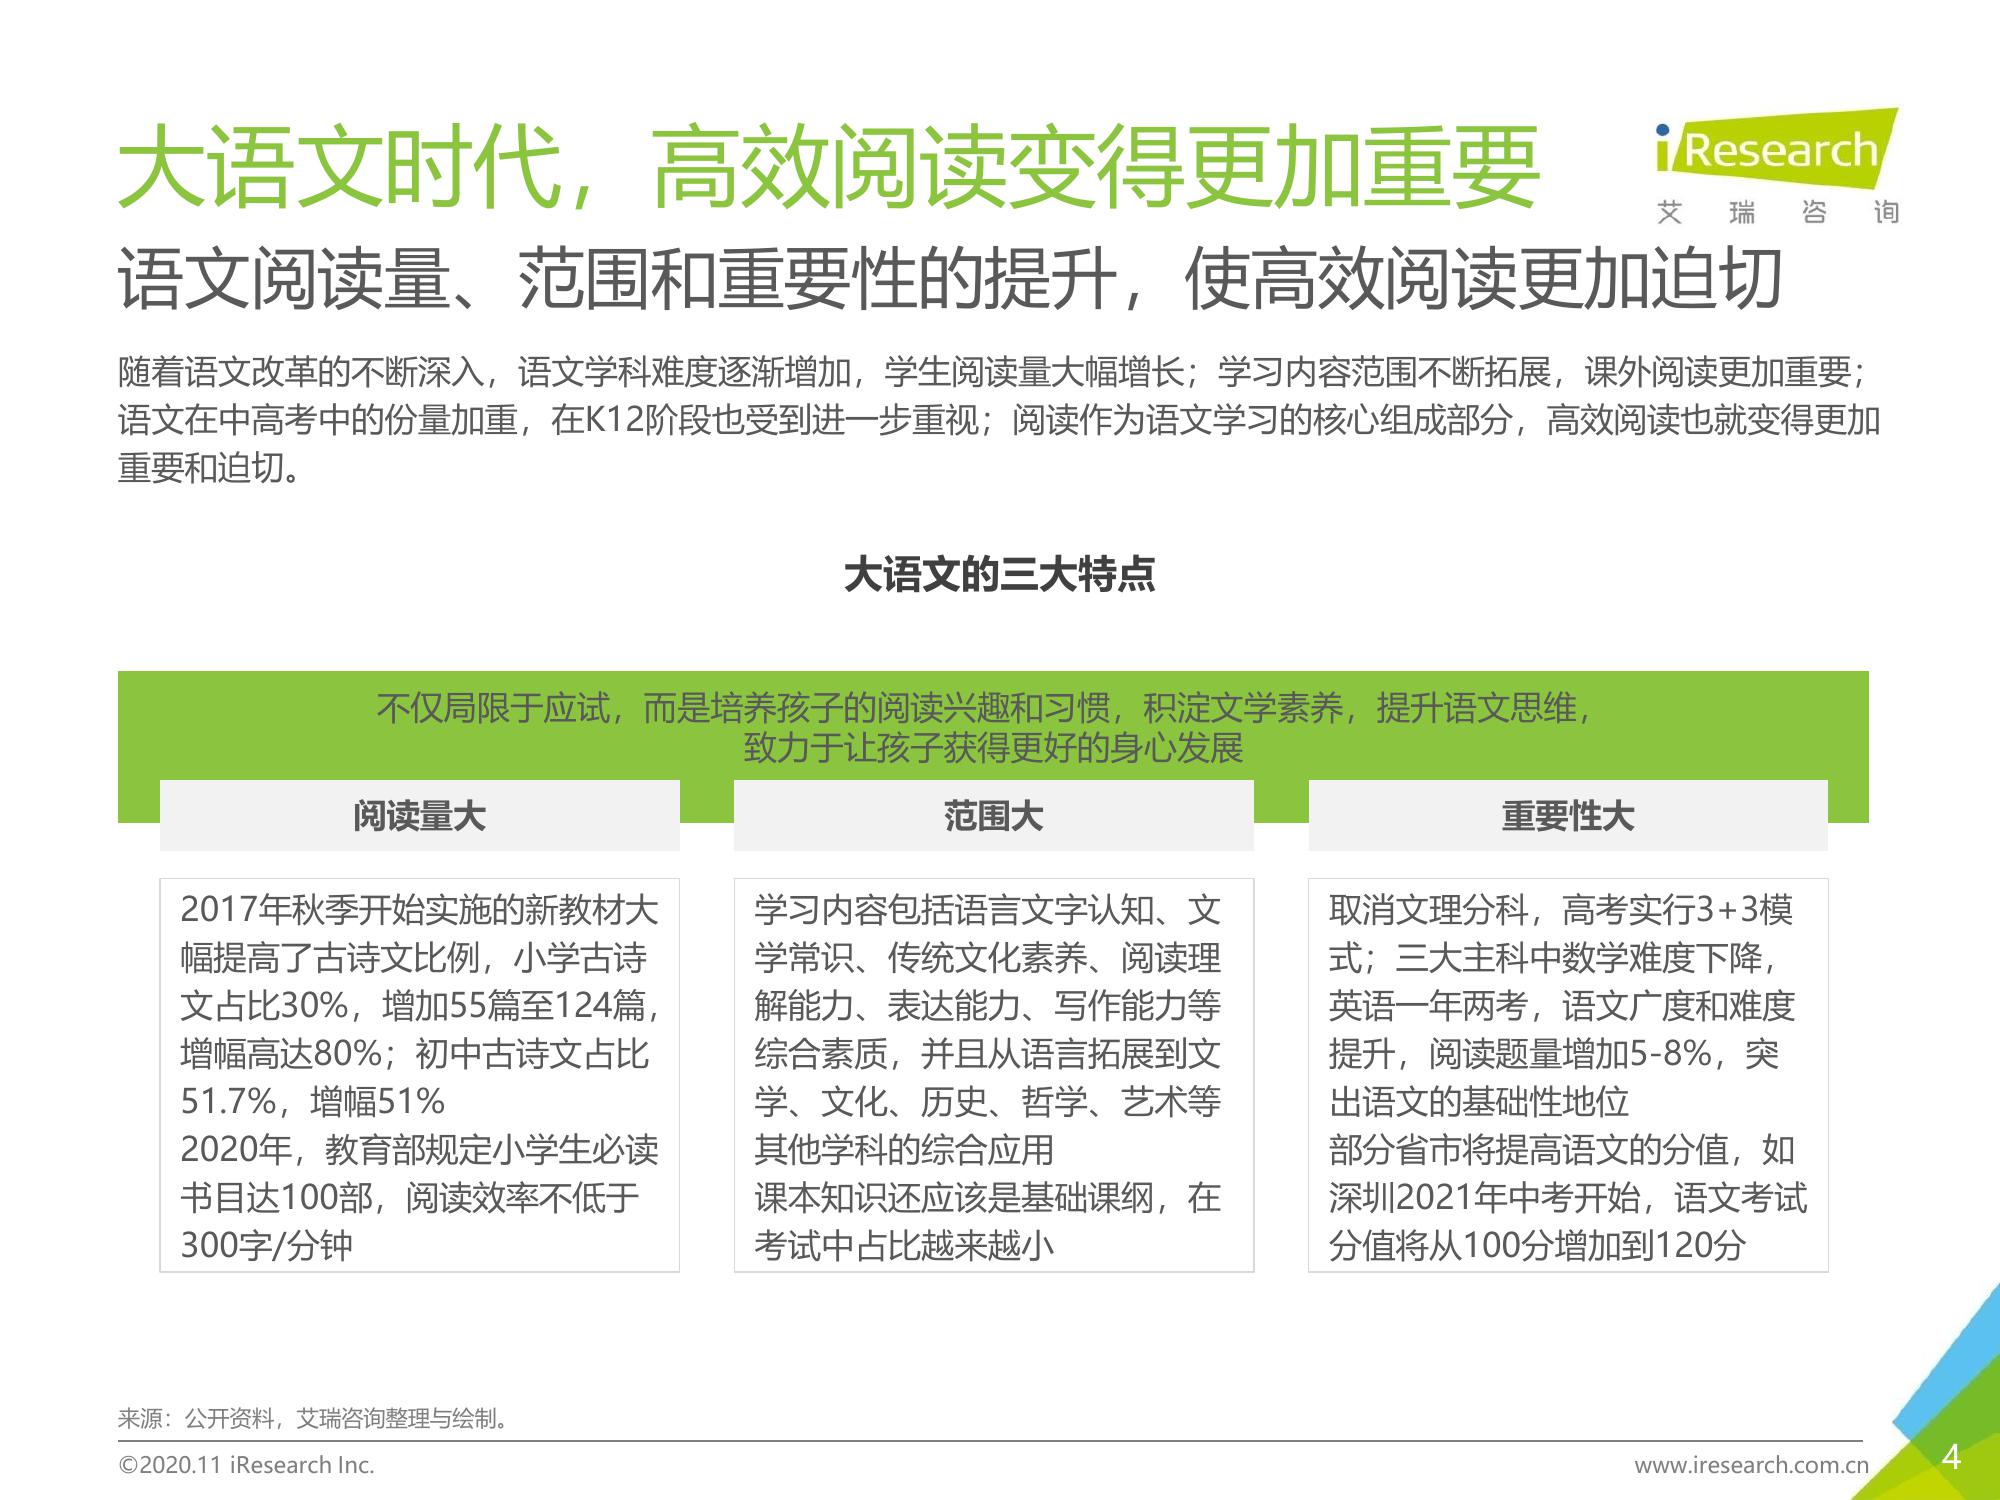 大语文时代，高效阅读变得更加重要
iResearch
艾瑞咨询
语文阅读量、范围和重要性的提升，使高效阅读更加迫切
随着语文改革的不断深入，语文学科难度逐渐增加，学生阅读量大幅增长；学习内容范围不断拓展，课外阅读更加重要；
语文在中高考中的份量加重，在K12阶段也受到进一步重视；阅读作为语文学习的核心组成部分，高效阅读也就变得更加
重要和迫切。
大语文的三大特点
不仅局限于应试，而是培养孩子的阅读兴趣和习惯，积淀文学素养，提升语文思维，
致力于让孩子获得更好的身心发展
阅读量大
2017年秋季开始实施的新教材大
幅提高了古诗文比例，小学古诗
文占比30%，增加55篇至124篇，
增幅高达80%；初中古诗文占比
51.7%，增幅51%
2020年，教育部规定小学生必读
书目达100部，阅读效率不低于
300字/分钟
范围大
学习内容包括语言文字认知、文
学常识、传统文化素养、阅读理
解能力、表达能力、写作能力等
综合素质，并且从语言拓展到文
学、文化、历史、哲学、艺术等
其他学科的综合应用
课本知识还应该是基础课纲，在
考试中占比越来越小
重要性大
取消文理分科，高考实行3+3模
式；三大主科中数学难度下降，
英语一年两考，语文广度和难度
提升，阅读题量增加5-8%，突
出语文的基础性地位
部分省市将提高语文的分值，如
深圳2021年中考开始，语文考试
分值将从100分增加到120分
来源：公开资料，艾瑞咨询整理与绘制。
©2020.11 iResearch Inc.
www.iresearch.com.cn
4